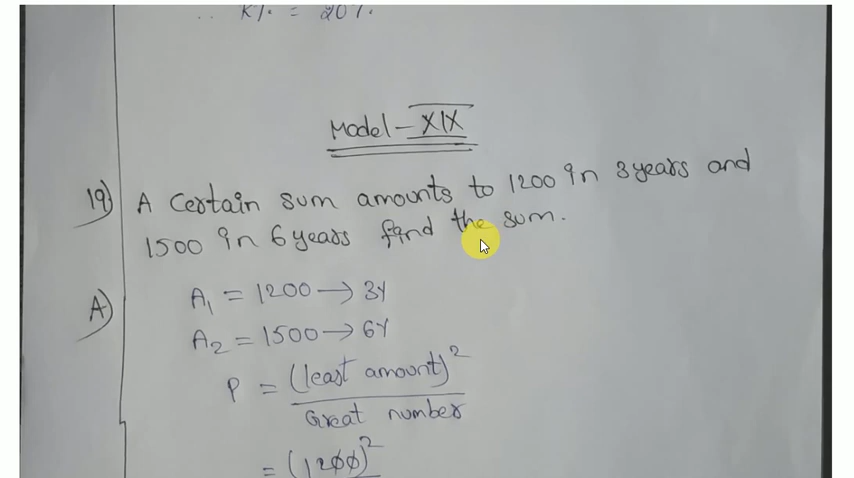 ∴ R%. = 20%.
Model - XIX
19) A Certain sum amounts to 1200 in 3 years and
1500 in 6 years find the sum.
A) A₁ = 1200 → 3Y
A₂ = 1500 → 6Y
P = (least amount)²
Great number
= (1200)²